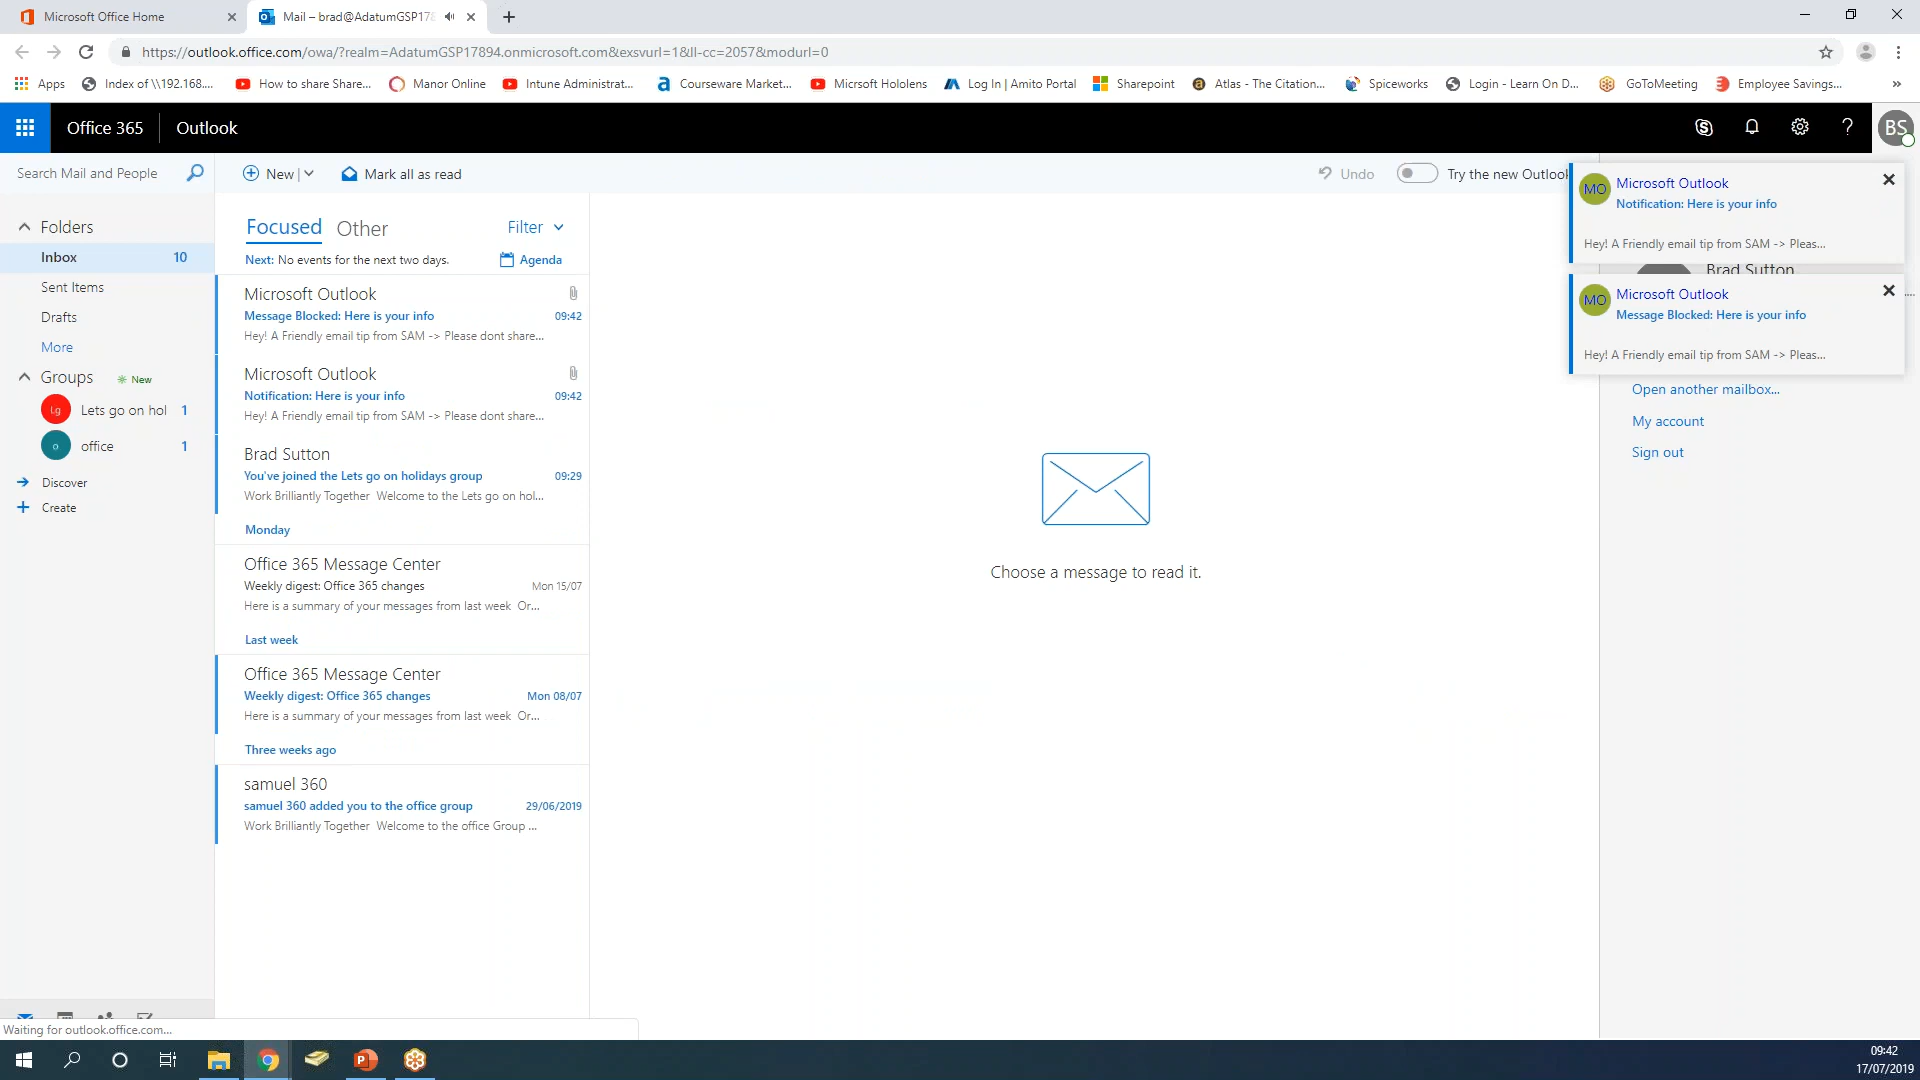 Microsoft Office Home
Mail – brad@AdatumGSP178
https://outlook.office.com/owa/?realm=AdatumGSP17894.onmicrosoft.com&exsvurl=1&ll-cc=2057&modurl=0
Apps
Index of \\192.168....
How to share Share...
Manor Online
Intune Administrat...
Courseware Market...
Micrsoft Hololens
Log In | Amito Portal
Sharepoint
Atlas - The Citation...
Spiceworks
Login - Learn On D...
GoToMeeting
Employee Savings...
»
Office 365
Outlook
?
BS
Search Mail and People
New
Mark all as read
Undo
Try the new Outlook
Folders
Inbox 10
Sent Items
Drafts
More
Groups
New
Lg
Lets go on hol 1
o
office 1
Discover
Create
Focused
Other
Filter
Next: No events for the next two days.
Agenda
Microsoft Outlook
Message Blocked: Here is your info 09:42
Hey! A Friendly email tip from SAM -> Please dont share...
Microsoft Outlook
Notification: Here is your info 09:42
Hey! A Friendly email tip from SAM -> Please dont share...
Brad Sutton
You've joined the Lets go on holidays group 09:29
Work Brilliantly Together Welcome to the Lets go on hol...
Monday
Office 365 Message Center
Weekly digest: Office 365 changes Mon 15/07
Here is a summary of your messages from last week Or...
Last week
Office 365 Message Center
Weekly digest: Office 365 changes Mon 08/07
Here is a summary of your messages from last week Or...
Three weeks ago
samuel 360
samuel 360 added you to the office group 29/06/2019
Work Brilliantly Together Welcome to the office Group ...
Choose a message to read it.
MO
Microsoft Outlook
Notification: Here is your info
Hey! A Friendly email tip from SAM -> Pleas...
Brad Sutton
MO
Microsoft Outlook
Message Blocked: Here is your info
Hey! A Friendly email tip from SAM -> Pleas...
Open another mailbox...
My account
Sign out
Waiting for outlook.office.com...
09:42
17/07/2019